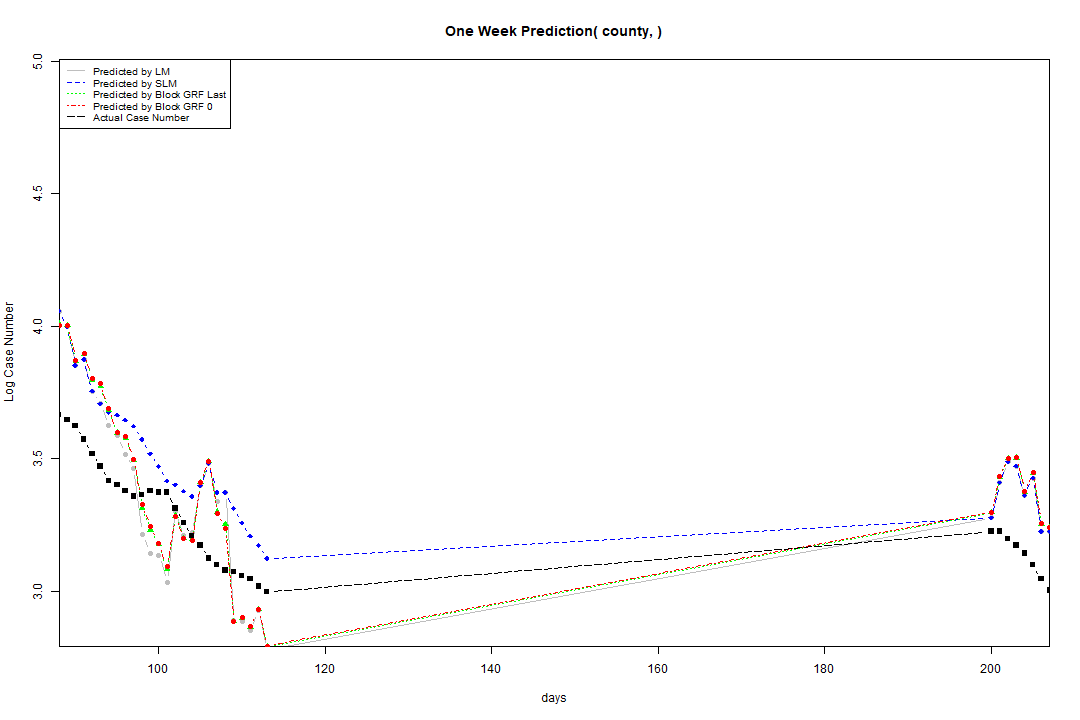 One Week Prediction( county, )
5.0
4.5
4.0
3.5
3.0
Log Case Number
Predicted by LM
Predicted by SLM
Predicted by Block GRF Last
Predicted by Block GRF 0
Actual Case Number
100 120 140 160 180 200
days